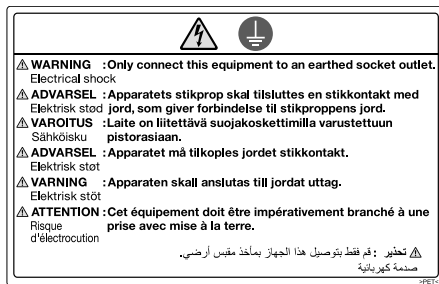 ⚠ WARNING : Only connect this equipment to an earthed socket outlet.
Electrical shock
⚠ ADVARSEL : Apparatets stikprop skal tilsluttes en stikkontakt med
Elektrisk stød jord, som giver forbindelse til stikproppens jord.
⚠ VAROITUS : Laite on liitettävä suojakoskettimilla varustettuun
Sähköisku pistorasiaan.
⚠ ADVARSEL : Apparatet må tilkoples jordet stikkontakt.
Elektrisk støt
⚠ VARNING : Apparaten skall anslutas till jordat uttag.
Elektrisk stöt
⚠ ATTENTION : Cet équipement doit être impérativement branché à une
Risque prise avec mise à la terre.
d'électrocution
⚠ تحذير : قم فقط بتوصيل هذا الجهاز بمأخذ مقبس أرضي.
صدمة كهربائية
>PET<